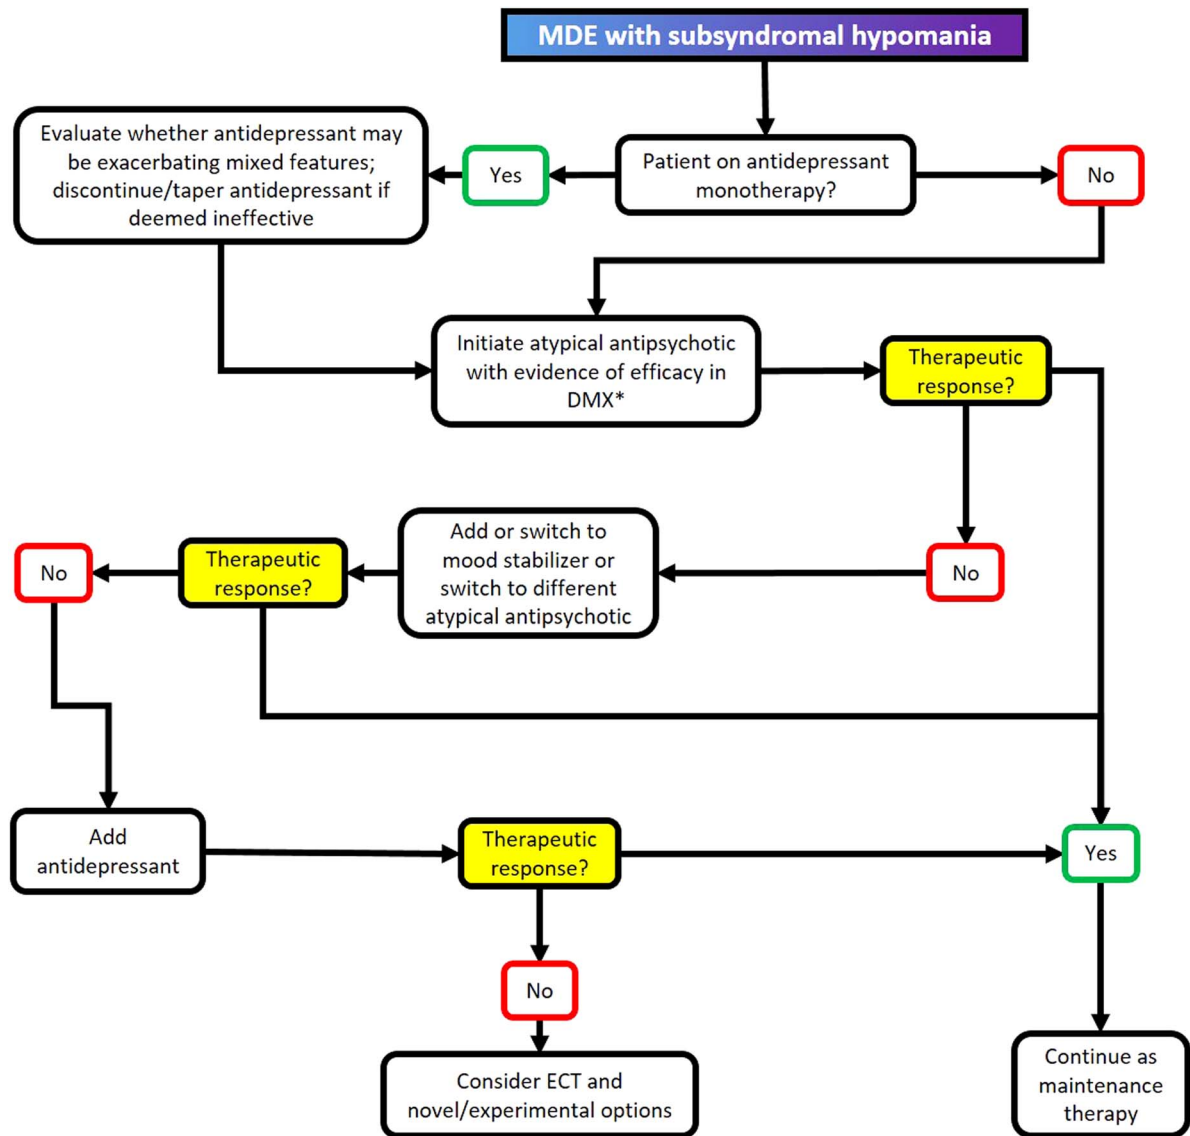 MDE with subsyndromal hypomania
Evaluate whether antidepressant may
be exacerbating mixed features;
discontinue/taper antidepressant if
deemed ineffective
Yes
Patient on antidepressant
monotherapy?
No
Initiate atypical antipsychotic
with evidence of efficacy in
DMX*
Therapeutic
response?
No
Therapeutic
response?
Add or switch to
mood stabilizer or
switch to different
atypical antipsychotic
No
Add
antidepressant
Therapeutic
response?
Yes
No
Consider ECT and
novel/experimental options
Continue as
maintenance
therapy